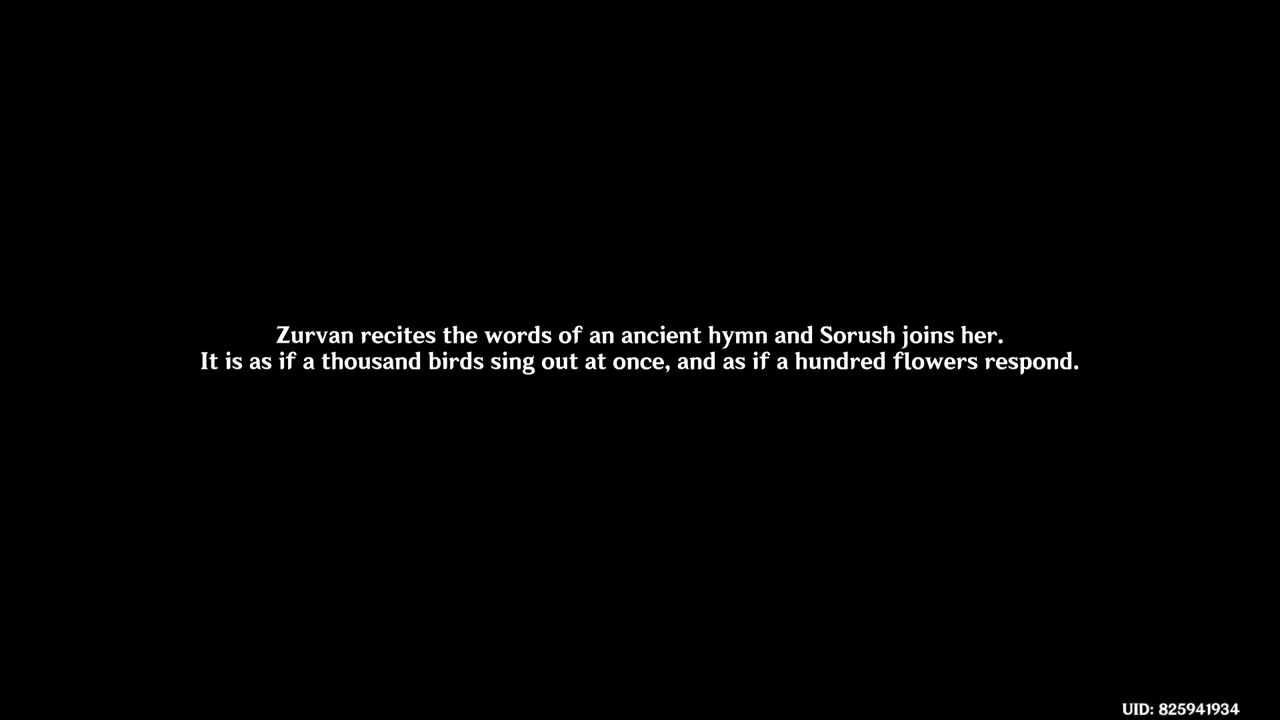 Zurvan recites the words of an ancient hymn and Sorush joins her.
It is as if a thousand birds sing out at once, and as if a hundred flowers respond.
UID: 825941934